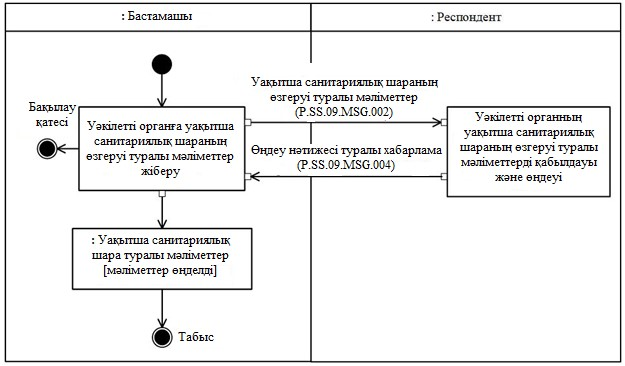 : Бастамашы
: Респондент
Уақытша санитариялық шараның
өзгеруі туралы мәліметтер
(P.SS.09.MSG.002)
Бақылау
қатесі
Уәкілетті органға уақытша
санитариялық шараның
өзгеруі туралы мәліметтер
жіберу
Өңдеу нәтижесі туралы хабарлама
(P.SS.09.MSG.004)
Уәкілетті органның
уақытша санитариялық
шараның өзгеруі туралы
мәліметтерді қабылдауы
және өңдеуі
: Уақытша санитариялық
шара туралы мәліметтер
[мәліметтер өңделді]
Табыс